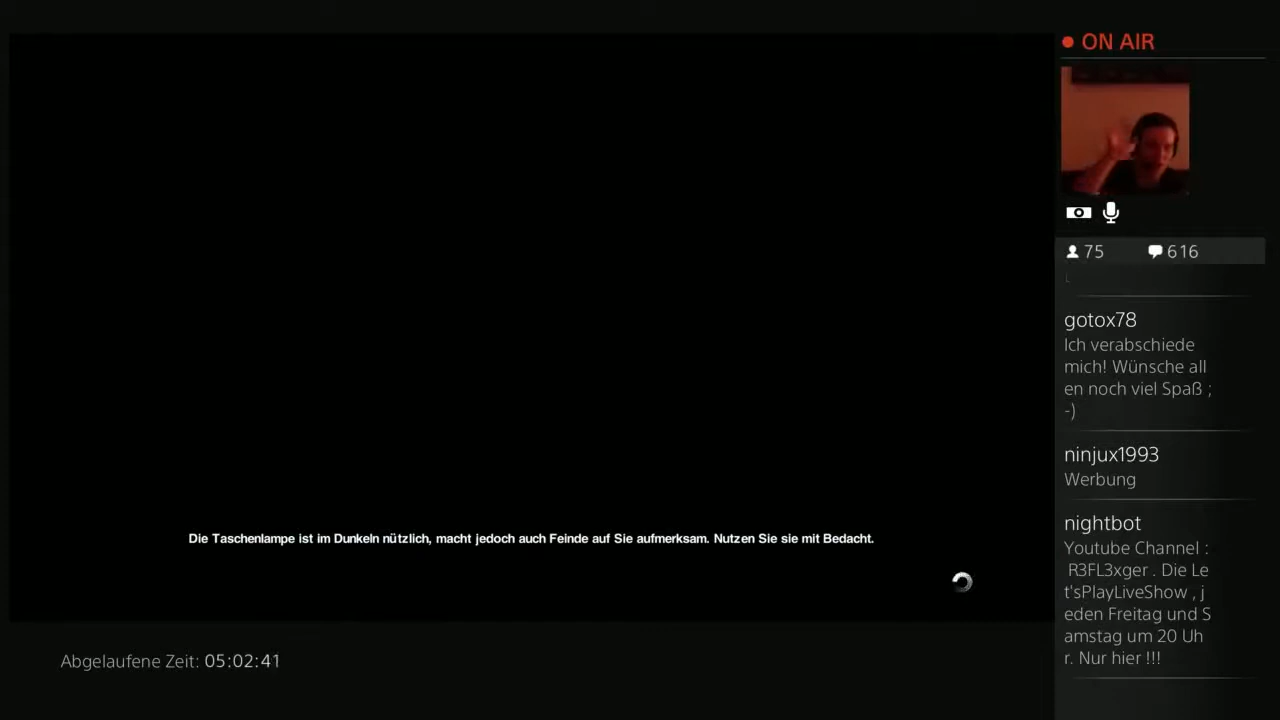 ON AIR
75 616
gotox78
Ich verabschiede
mich! Wünsche all
en noch viel Spaß ;
-)
ninjux1993
Werbung
nightbot
Youtube Channel :
R3FL3xger . Die Le
t'sPlayLiveShow , j
eden Freitag und S
amstag um 20 Uh
r. Nur hier !!!
Die Taschenlampe ist im Dunkeln nützlich, macht jedoch auch Feinde auf Sie aufmerksam. Nutzen Sie sie mit Bedacht.
Abgelaufene Zeit: 05:02:41